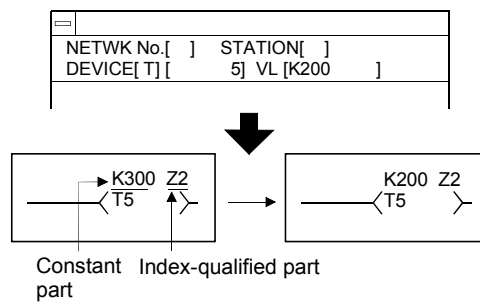 NETWK No.[ ] STATION[ ]
DEVICE[ T] [ 5] VL [K200 ]
K300 Z2
T5
K200 Z2
T5
Constant part
Index-qualified part